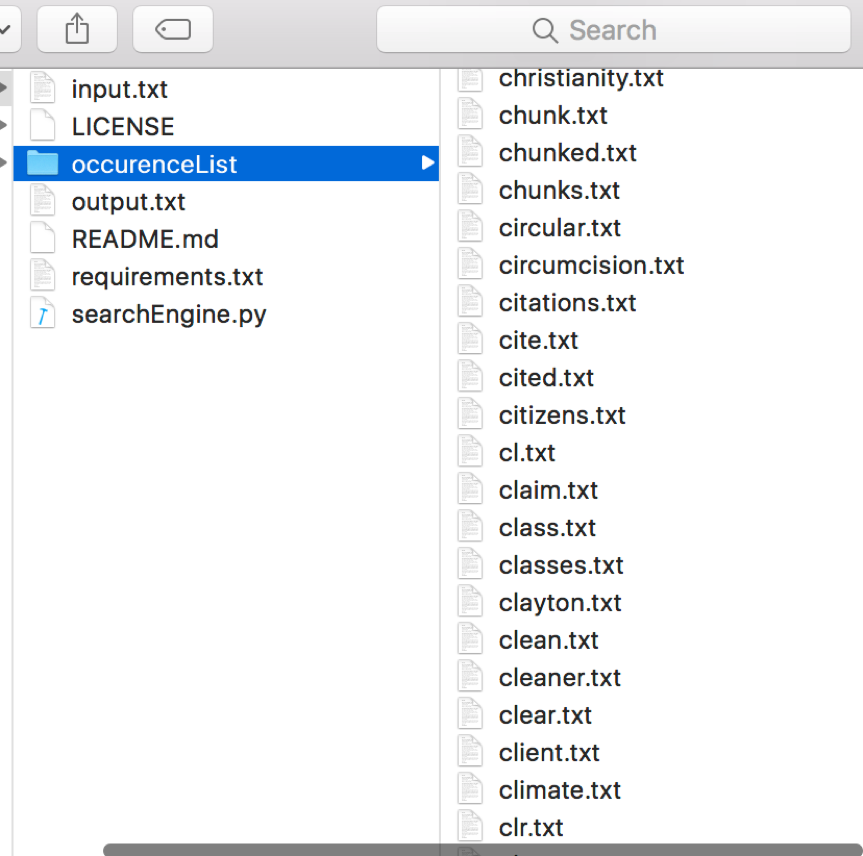 Search
input.txt
LICENSE
occurenceList
output.txt
README.md
requirements.txt
searchEngine.py
christianity.txt
chunk.txt
chunked.txt
chunks.txt
circular.txt
circumcision.txt
citations.txt
cite.txt
cited.txt
citizens.txt
cl.txt
claim.txt
class.txt
classes.txt
clayton.txt
clean.txt
cleaner.txt
clear.txt
client.txt
climate.txt
clr.txt